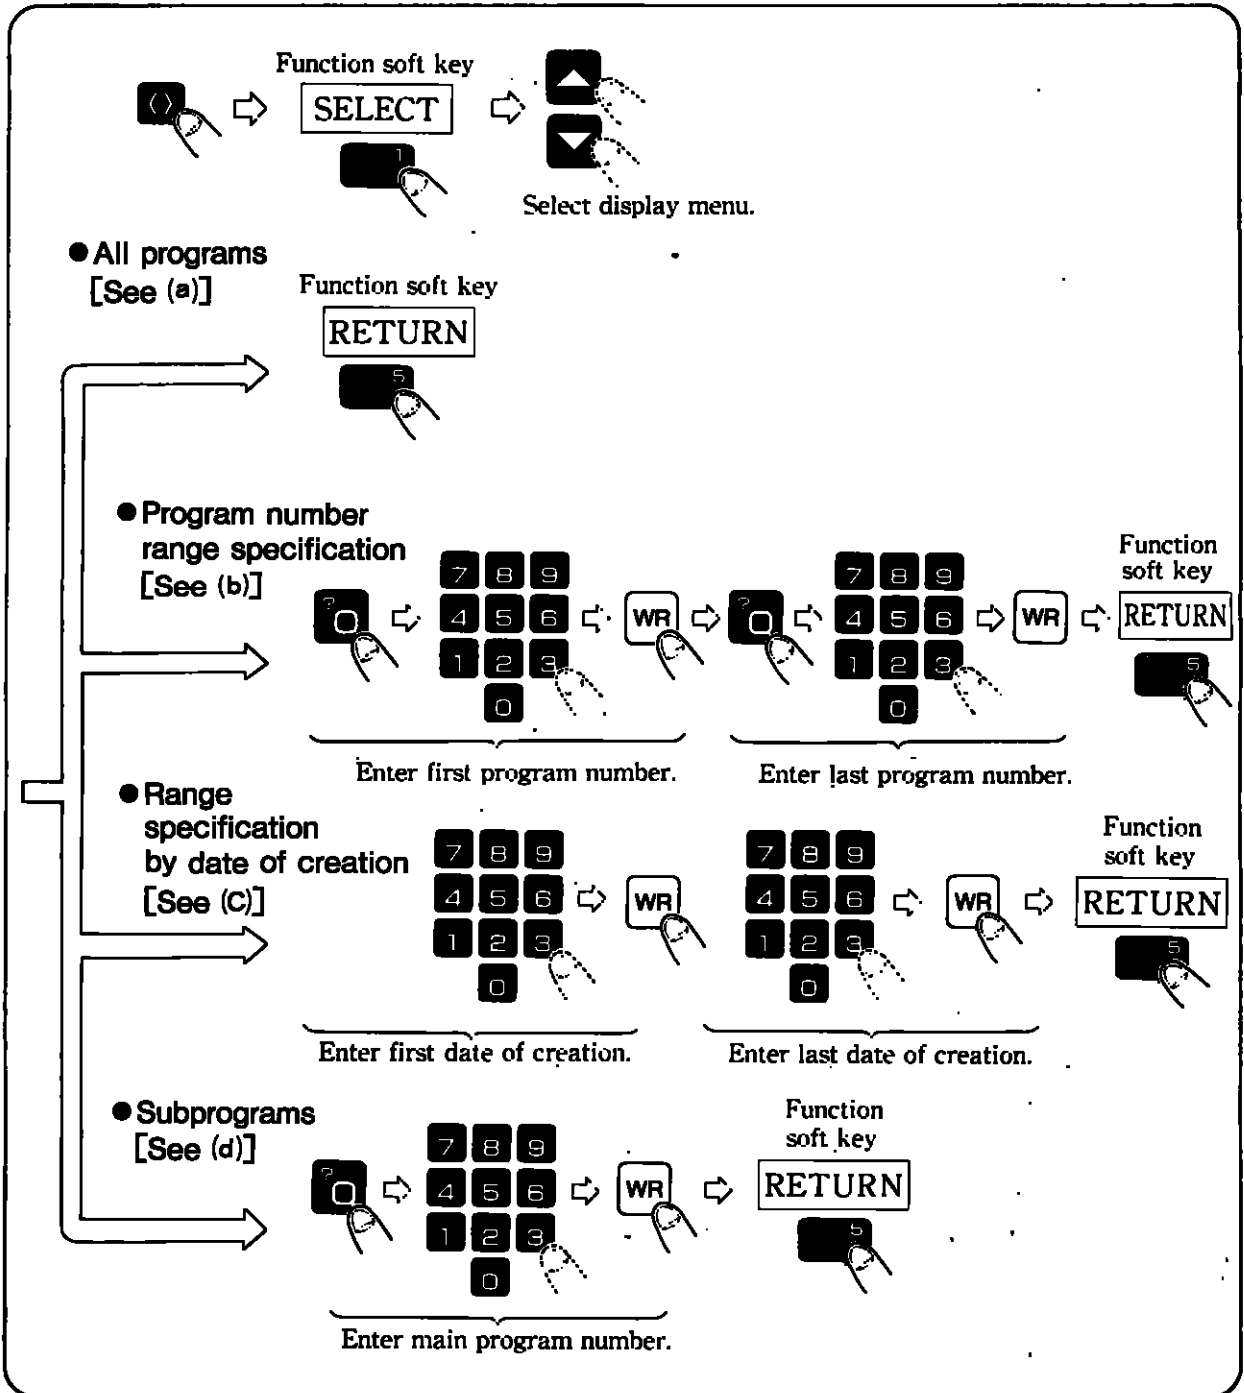 Function soft key
SELECT
1
Select display menu.
● All programs
[See (a)]
Function soft key
RETURN
5
● Program number
range specification
[See (b)]
? O
7 8 9
4 5 6
1 2 3
0
WR
? O
7 8 9
4 5 6
1 2 3
0
WR
Function
soft key
RETURN
5
Enter first program number.
Enter last program number.
● Range
specification
by date of creation
[See (C)]
7 8 9
4 5 6
1 2 3
0
WR
7 8 9
4 5 6
1 2 3
0
WR
Function
soft key
RETURN
5
Enter first date of creation.
Enter last date of creation.
● Subprograms
[See (d)]
? O
7 8 9
4 5 6
1 2 3
0
WR
Function
soft key
RETURN
5
Enter main program number.